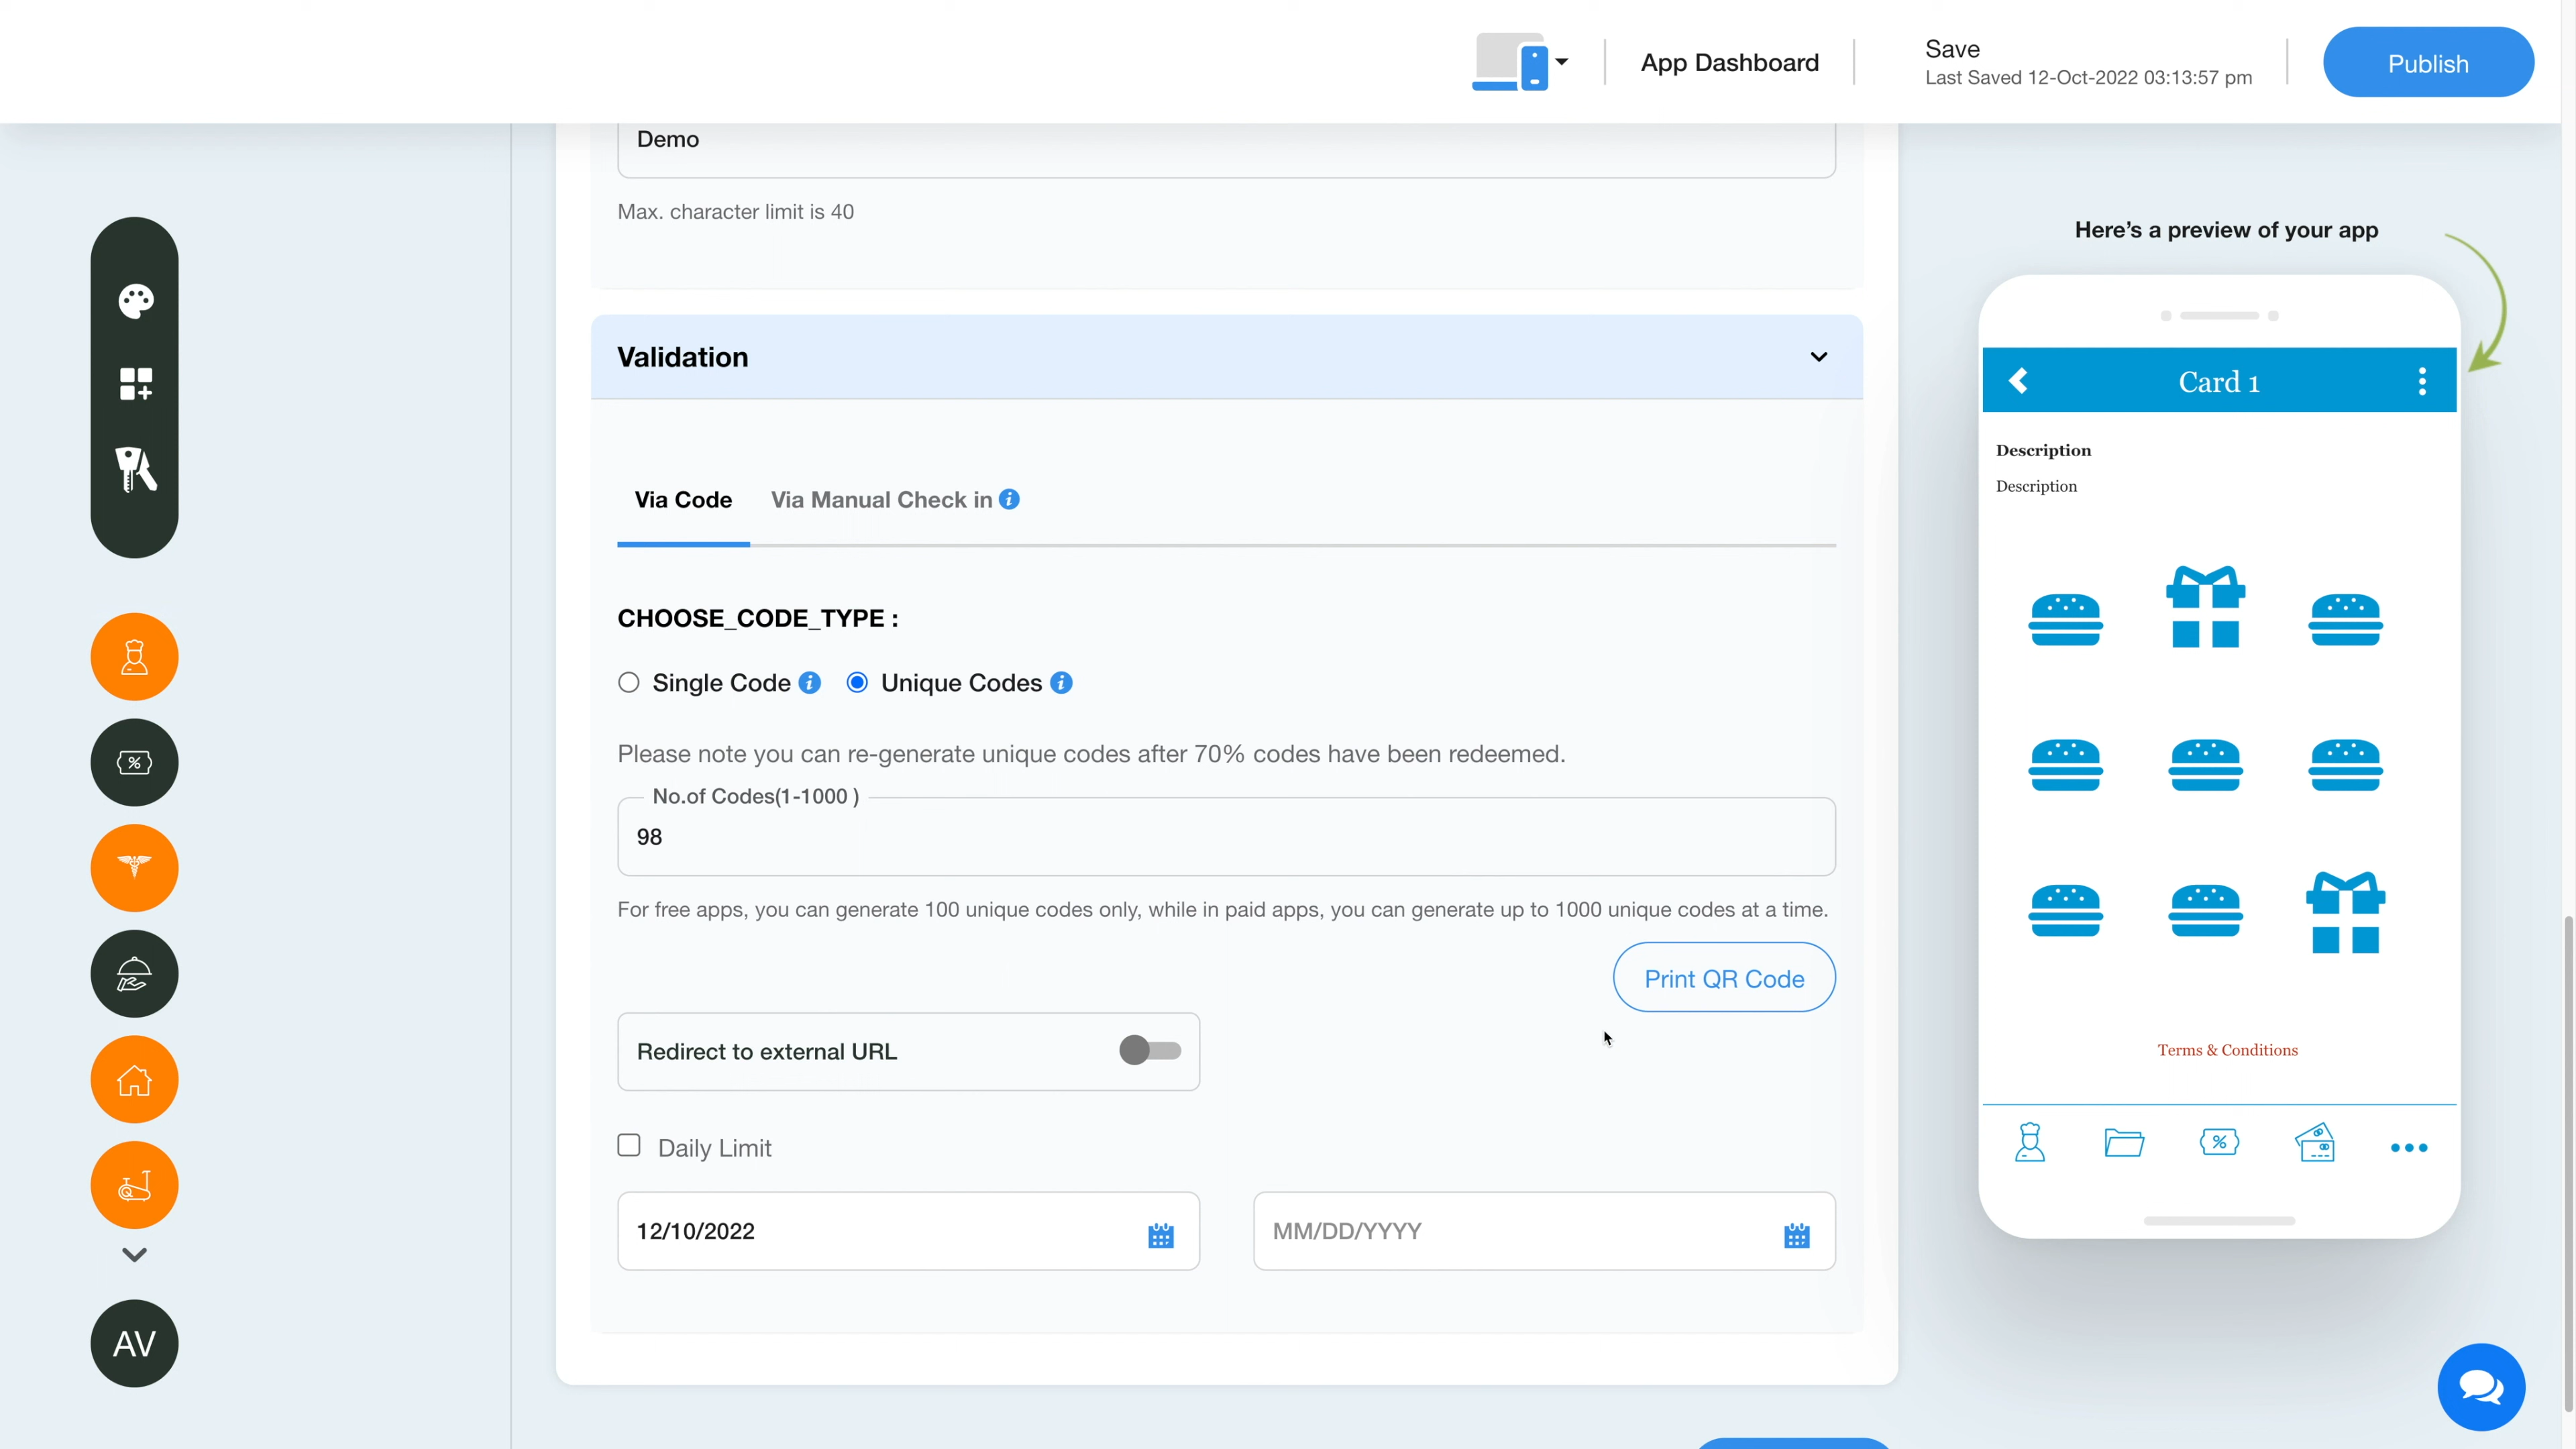 App Dashboard
Save
Last Saved 12-Oct-2022 03:13:57 pm
Publish
Demo
Max. character limit is 40
Validation
Via Code
Via Manual Check in
CHOOSE_CODE_TYPE :
Single Code
Unique Codes
Please note you can re-generate unique codes after 70% codes have been redeemed.
No.of Codes(1-1000 )
98
For free apps, you can generate 100 unique codes only, while in paid apps, you can generate up to 1000 unique codes at a time.
Print QR Code
Redirect to external URL
Daily Limit
12/10/2022
MM/DD/YYYY
AV
Here’s a preview of your app
Card 1
Description
Description
Terms & Conditions